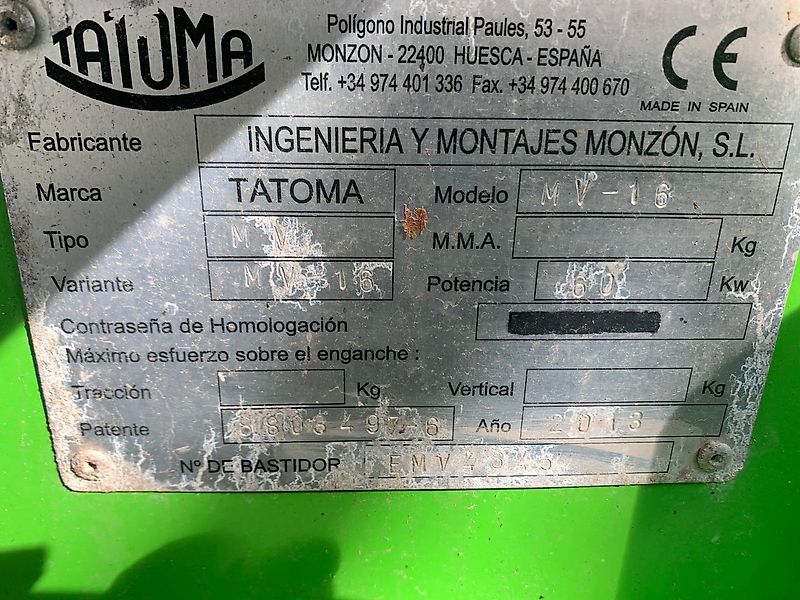 TATOMA
Polígono Industrial Paules, 53 - 55
MONZON - 22400 HUESCA - ESPAÑA
Telf. +34 974 401 336 Fax. +34 974 400 670
CE
MADE IN SPAIN
Fabricante INGENIERIA Y MONTAJES MONZÓN, S.L.
Marca TATOMA Modelo MV-16
Tipo MV M.M.A. Kg
Variante MV-16 Potencia 60 Kw
Contraseña de Homologación
Máximo esfuerzo sobre el enganche :
Tracción Kg Vertical Kg
Patente Año 2013
Nº DE BASTIDOR